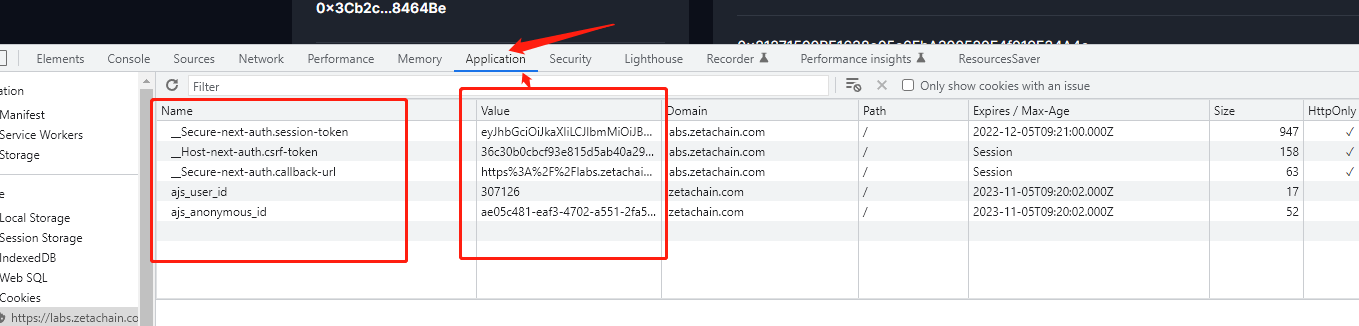 0×3Cb2c...8464Be
Elements Console Sources Network Performance Memory Application Security Lighthouse Recorder Performance insights ResourcesSaver
ation
Filter
Only show cookies with an issue
Manifest
Service Workers
Storage
e
Local Storage
Session Storage
IndexedDB
Web SQL
Cookies
https://labs.zetachain.co
Name Value Domain Path Expires / Max-Age Size HttpOnly
__Secure-next-auth.session-token eyJhbGciOiJkaXIiLCJlbmMiOiJB... labs.zetachain.com / 2022-12-05T09:21:00.000Z 947 ✓
__Host-next-auth.csrf-token 36c30b0cbcf93e815d5ab40a29... labs.zetachain.com / Session 158 ✓
__Secure-next-auth.callback-url https%3A%2F%2Flabs.zetachai... labs.zetachain.com / Session 63 ✓
ajs_user_id 307126 zetachain.com / 2023-11-05T09:20:02.000Z 17
ajs_anonymous_id ae05c481-eaf3-4702-a551-2fa5... zetachain.com / 2023-11-05T09:20:02.000Z 52